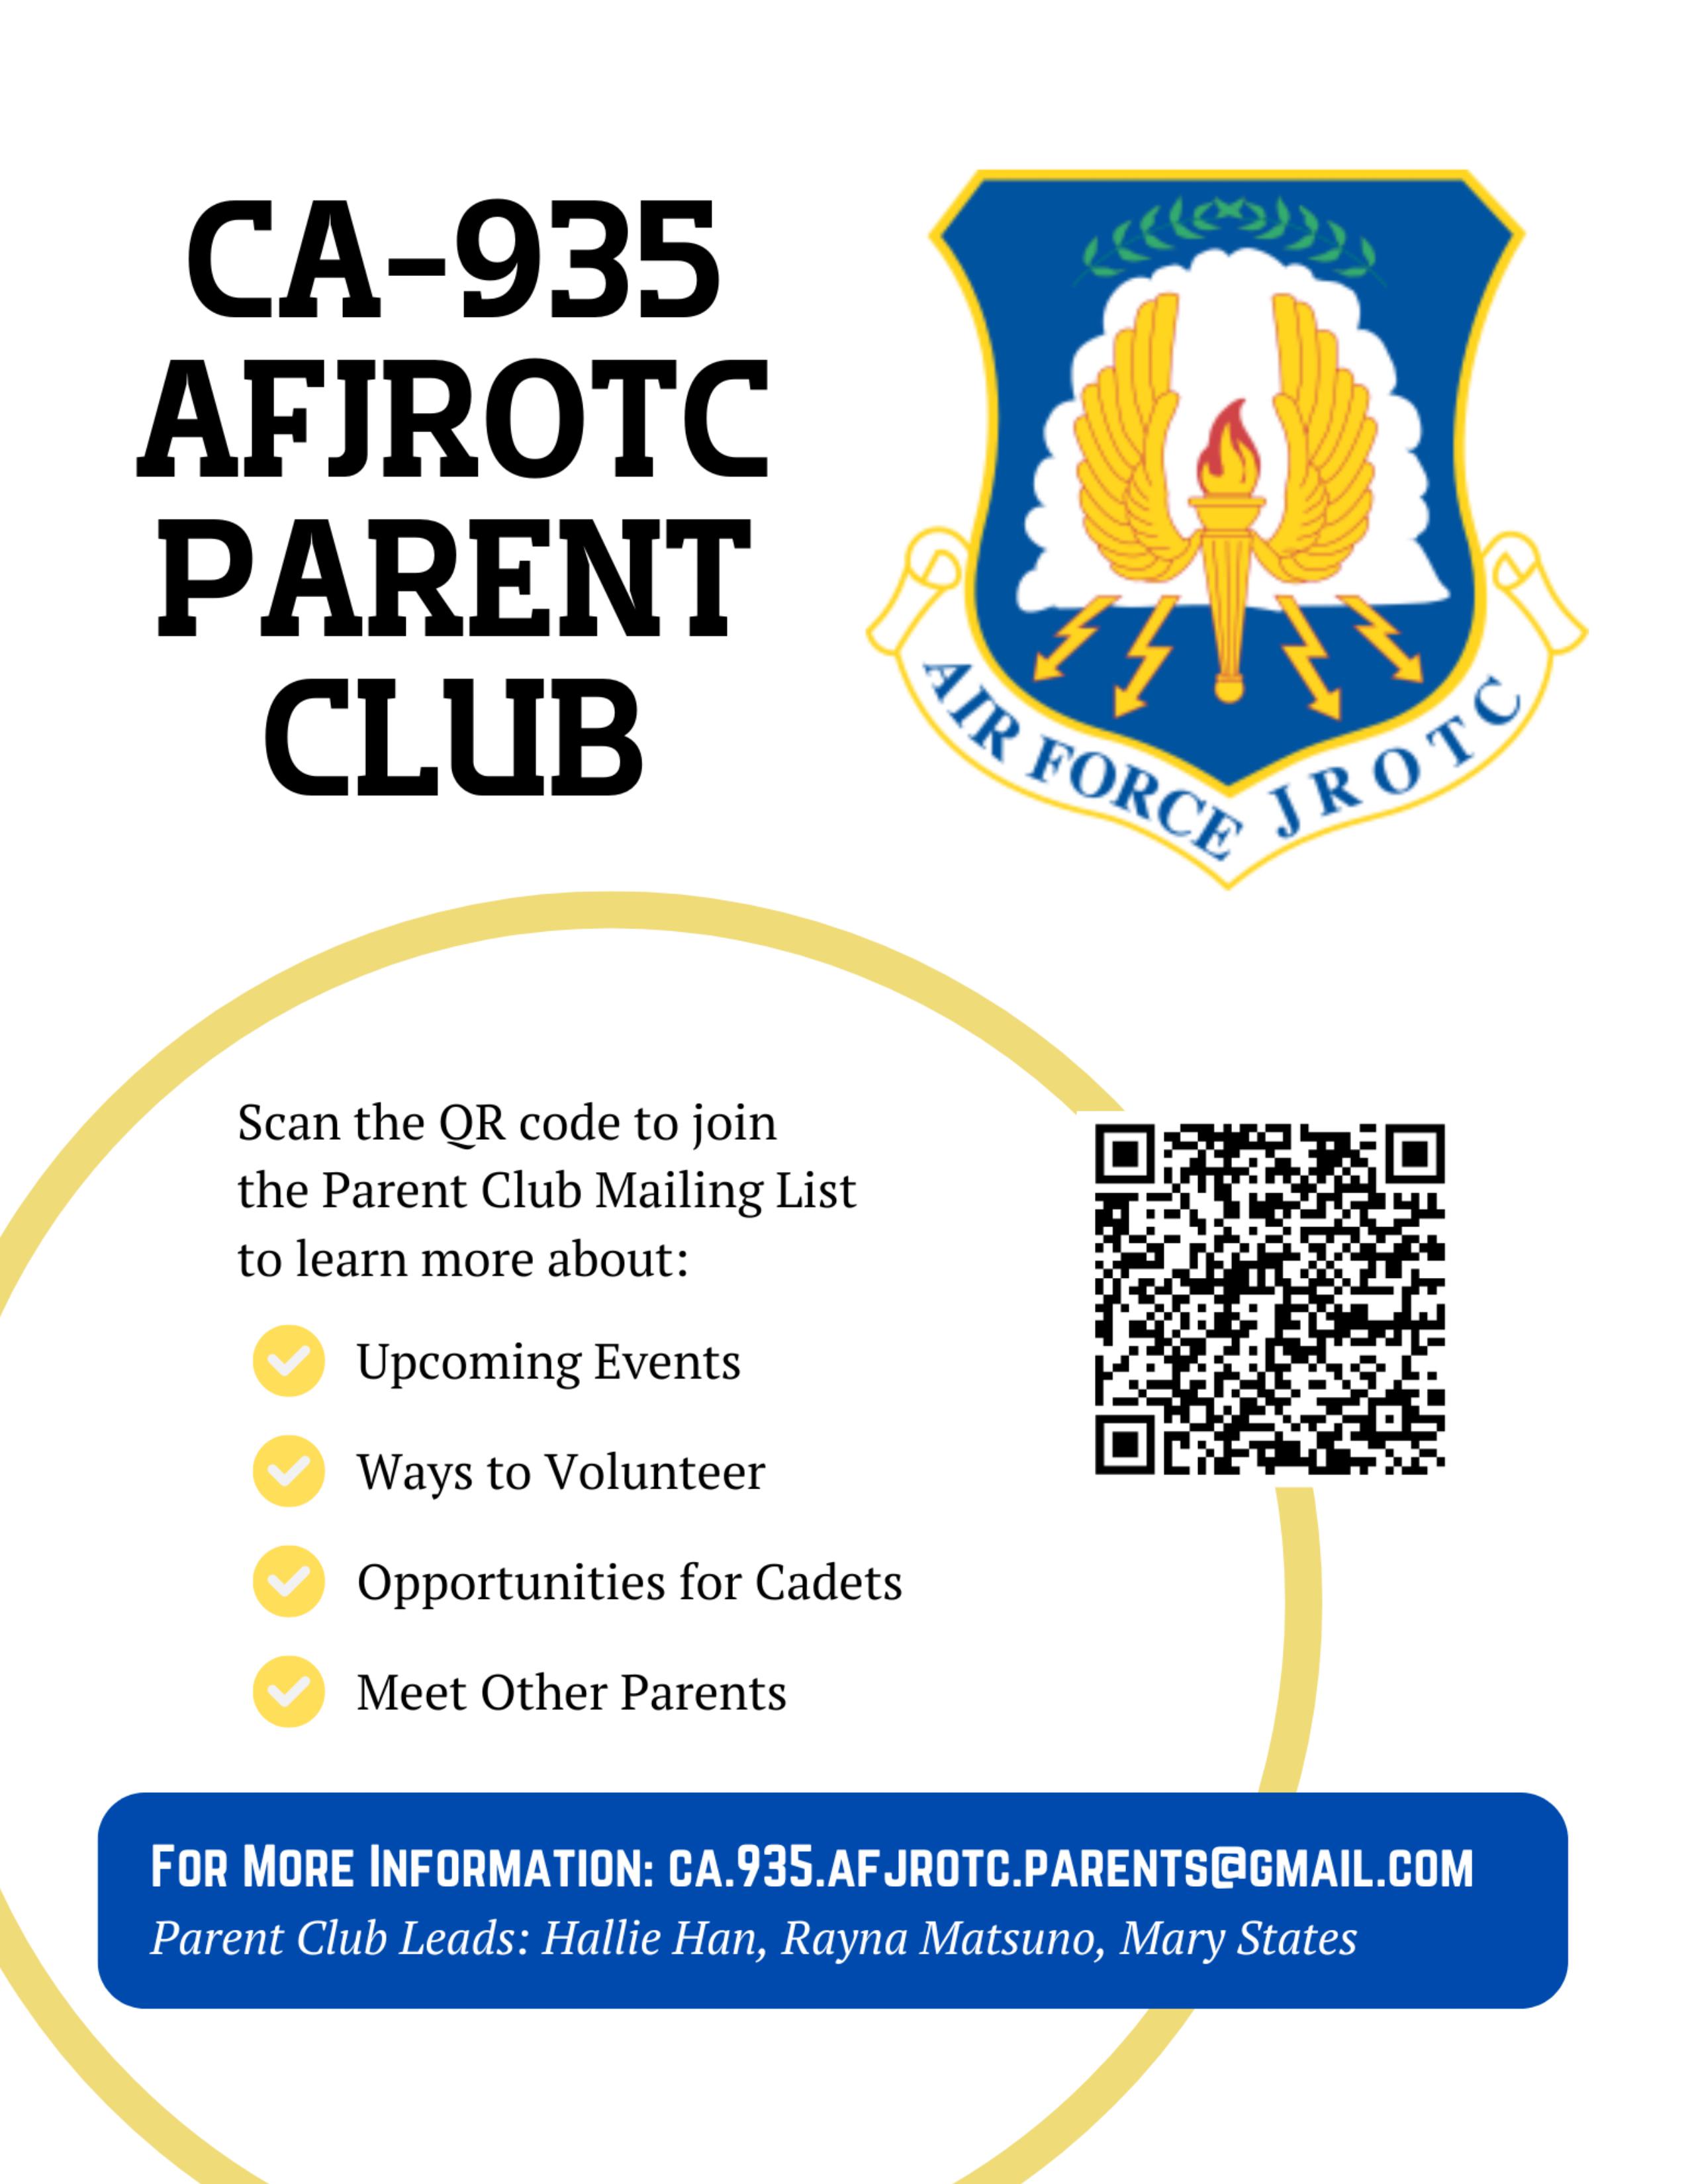 CA-935
AFJROTC
PARENT
CLUB
AIR FORCE JROTC
Scan the QR code to join
the Parent Club Mailing List
to learn more about:
Upcoming Events
Ways to Volunteer
Opportunities for Cadets
Meet Other Parents
FOR MORE INFORMATION: CA.935.AFJROTC.PARENTS@GMAIL.COM
Parent Club Leads: Hallie Han, Rayna Matsuno, Mary States